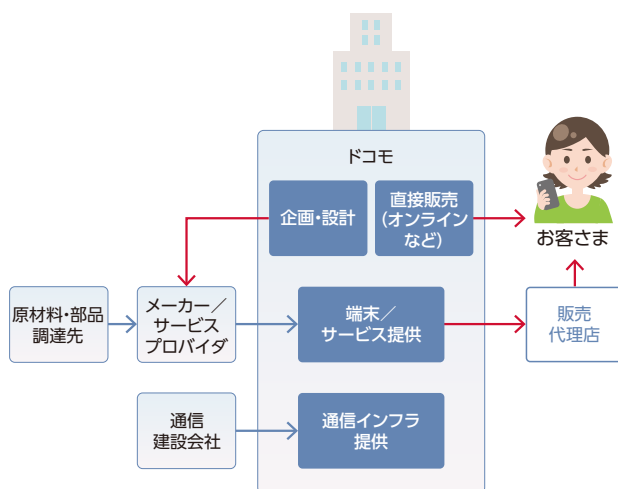 ドコモ
企画・設計
直接販売
(オンライン
など)
お客さま
原材料・部品
調達先
メーカー／
サービス
プロバイダ
端末／
サービス提供
販売
代理店
通信
建設会社
通信インフラ
提供